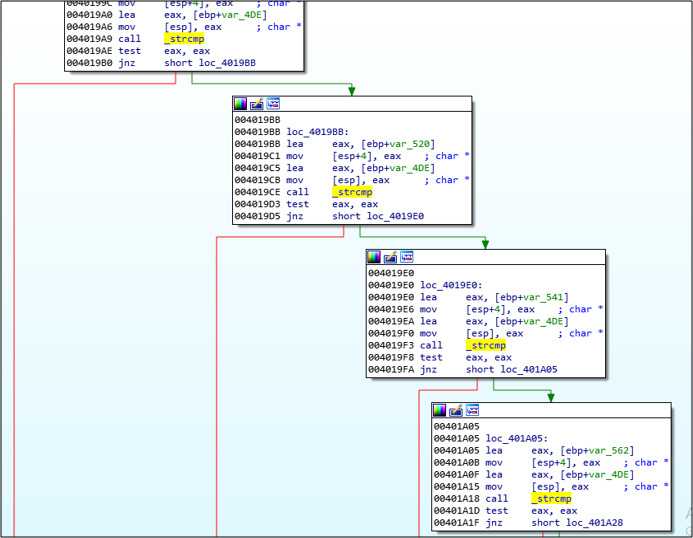 0040199C mov [esp+4], eax ; char *
004019A0 lea eax, [ebp+var_4DE]
004019A6 mov [esp], eax ; char *
004019A9 call _strcmp
004019AE test eax, eax
004019B0 jnz short loc_4019BB
004019BB
004019BB loc_4019BB:
004019BB lea eax, [ebp+var_520]
004019C1 mov [esp+4], eax ; char *
004019C5 lea eax, [ebp+var_4DE]
004019CB mov [esp], eax ; char *
004019CE call _strcmp
004019D3 test eax, eax
004019D5 jnz short loc_4019E0
004019E0
004019E0 loc_4019E0:
004019E0 lea eax, [ebp+var_541]
004019E6 mov [esp+4], eax ; char *
004019EA lea eax, [ebp+var_4DE]
004019F0 mov [esp], eax ; char *
004019F3 call _strcmp
004019F8 test eax, eax
004019FA jnz short loc_401A05
00401A05
00401A05 loc_401A05:
00401A05 lea eax, [ebp+var_562]
00401A0B mov [esp+4], eax ; char *
00401A0F lea eax, [ebp+var_4DE]
00401A15 mov [esp], eax ; char *
00401A18 call _strcmp
00401A1D test eax, eax
00401A1F jnz short loc_401A28